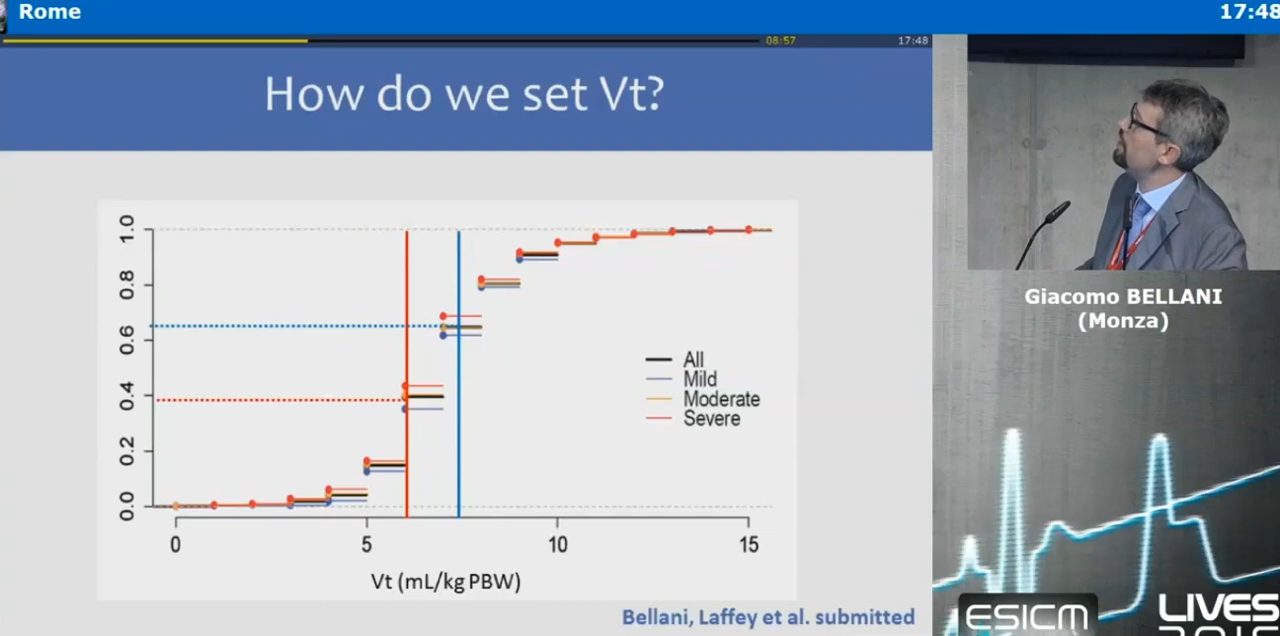 Rome
17:48
08:57
17:48
How do we set Vt?
1.0
0.8
0.6
0.4
0.2
0.0
All
Mild
Moderate
Severe
0
5
10
15
Vt (mL/kg PBW)
Bellani, Laffey et al. submitted
Giacomo BELLANI
(Monza)
ESICM
LIVES